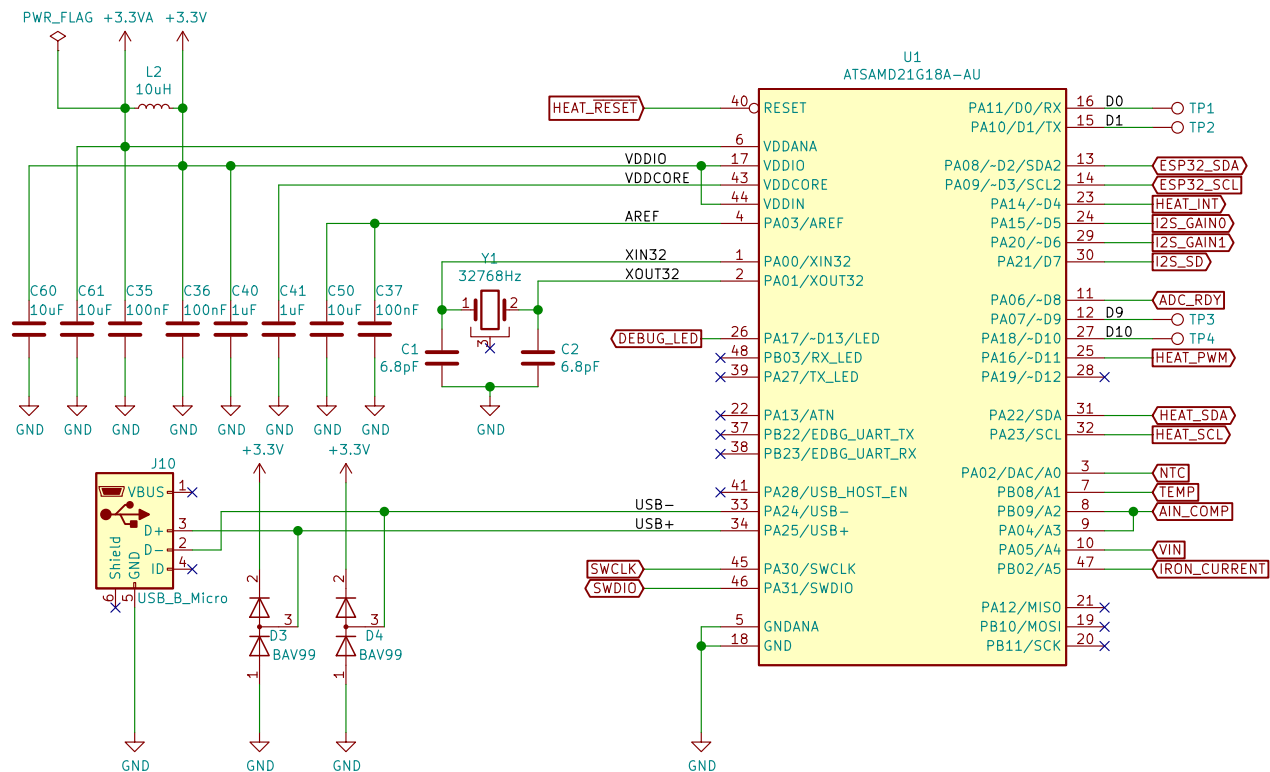 PWR_FLAG +3.3VA +3.3V
L2
10uH
U1
ATSAMD21G18A-AU
HEAT_RESET 40 RESET
PA11/D0/RX 16 D0 TP1
PA10/D1/TX 15 D1 TP2
6 VDDANA
VDDIO 17 VDDIO
PA08/~D2/SDA2 13 ESP32_SDA
VDDCORE 43 VDDCORE
PA09/~D3/SCL2 14 ESP32_SCL
44 VDDIN
PA14/~D4 23 HEAT_INT
AREF 4 PA03/AREF
PA15/~D5 24 I2S_GAIN0
PA20/~D6 29 I2S_GAIN1
XIN32 1 PA00/XIN32
PA21/D7 30 I2S_SD
XOUT32 2 PA01/XOUT32
Y1
32768Hz
1 2
3
C60
10uF
C61
10uF
C35
100nF
C36
100nF
C40
1uF
C41
1uF
C50
10uF
C37
100nF
C1
6.8pF
C2
6.8pF
PA06/~D8 11 ADC_RDY
PA07/~D9 12 D9 TP3
DEBUG_LED 26 PA17/~D13/LED
PA18/~D10 27 D10 TP4
48 PB03/RX_LED
PA16/~D11 25 HEAT_PWM
39 PA27/TX_LED
PA19/~D12 28
GND GND GND GND GND GND GND GND GND
22 PA13/ATN
PA22/SDA 31 HEAT_SDA
37 PB22/EDBG_UART_TX
PA23/SCL 32 HEAT_SCL
38 PB23/EDBG_UART_RX
+3.3V +3.3V
J10
VBUS 1
D+ 3
D- 2
ID 4
Shield
GND
6
5
USB_B_Micro
PA02/DAC/A0 3 NTC
41 PA28/USB_HOST_EN
PB08/A1 7 TEMP
USB- 33 PA24/USB-
PB09/A2 8 AIN_COMP
USB+ 34 PA25/USB+
PA04/A3 9
PA05/A4 10 VIN
SWCLK 45 PA30/SWCLK
PB02/A5 47 IRON_CURRENT
SWDIO 46 PA31/SWDIO
PA12/MISO 21
5 GNDANA
PB10/MOSI 19
18 GND
PB11/SCK 20
2
3
D3
BAV99
1
2
3
D4
BAV99
1
GND GND GND GND